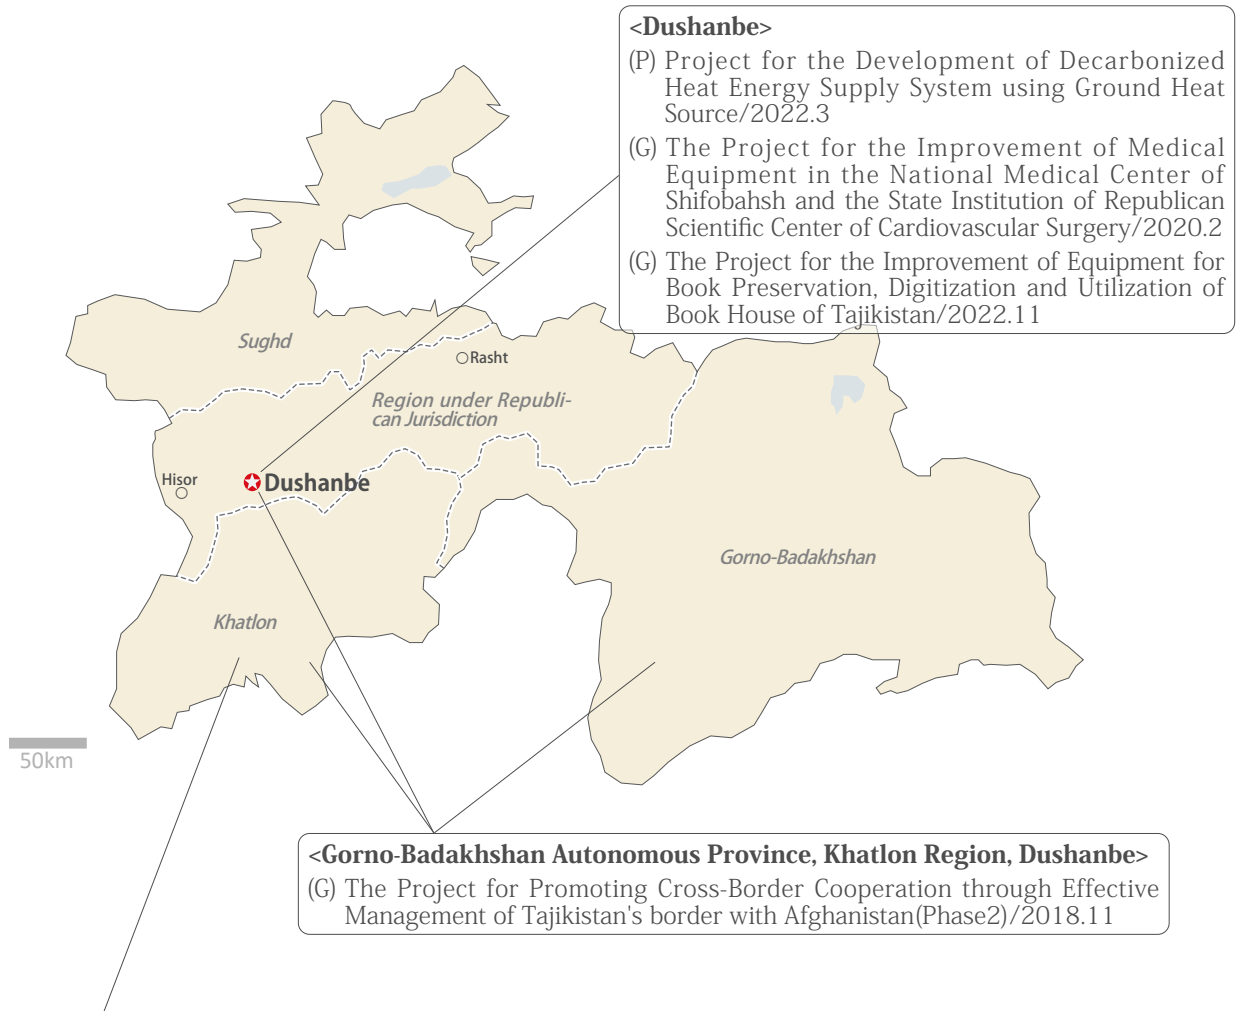 <Dushanbe>
(P) Project for the Development of Decarbonized
Heat Energy Supply System using Ground Heat
Source/2022.3
(G) The Project for the Improvement of Medical
Equipment in the National Medical Center of
Shifobahsh and the State Institution of Republican
Scientific Center of Cardiovascular Surgery/2020.2
(G) The Project for the Improvement of Equipment for
Book Preservation, Digitization and Utilization of
Book House of Tajikistan/2022.11
Sughd
Rasht
Region under Republi-
can Jurisdiction
Hisor
Dushanbe
Gorno-Badakhshan
Khatlon
50km
<Gorno-Badakhshan Autonomous Province, Khatlon Region, Dushanbe>
(G) The Project for Promoting Cross-Border Cooperation through Effective
Management of Tajikistan's border with Afghanistan(Phase2)/2018.11